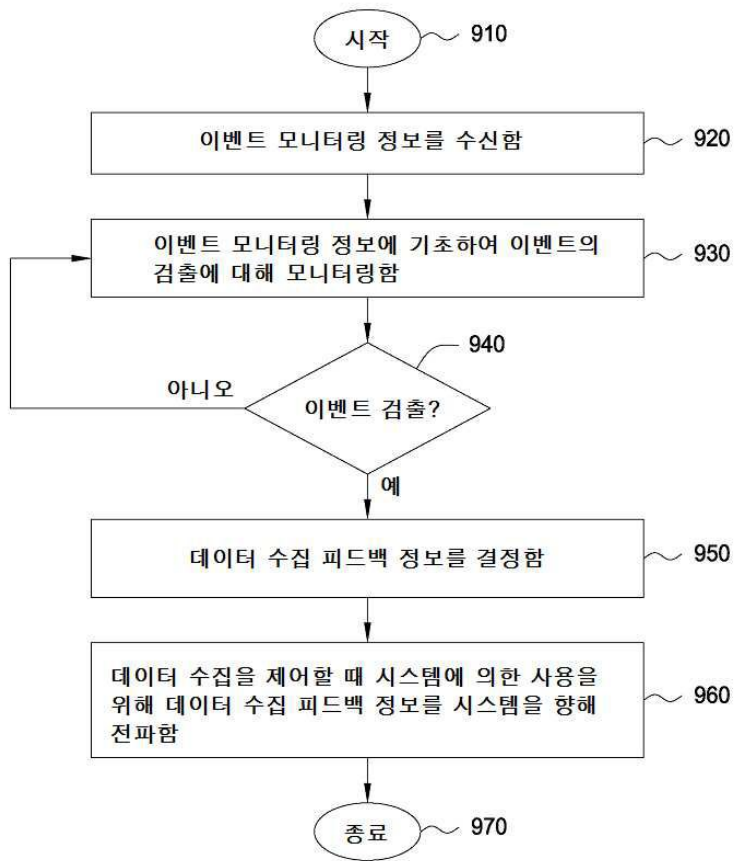 시작
910
이벤트 모니터링 정보를 수신함
920
이벤트 모니터링 정보에 기초하여 이벤트의
검출에 대해 모니터링함
930
940
이벤트 검출?
아니오
예
데이터 수집 피드백 정보를 결정함
950
데이터 수집을 제어할 때 시스템에 의한 사용을
위해 데이터 수집 피드백 정보를 시스템을 향해
전파함
960
종료
970